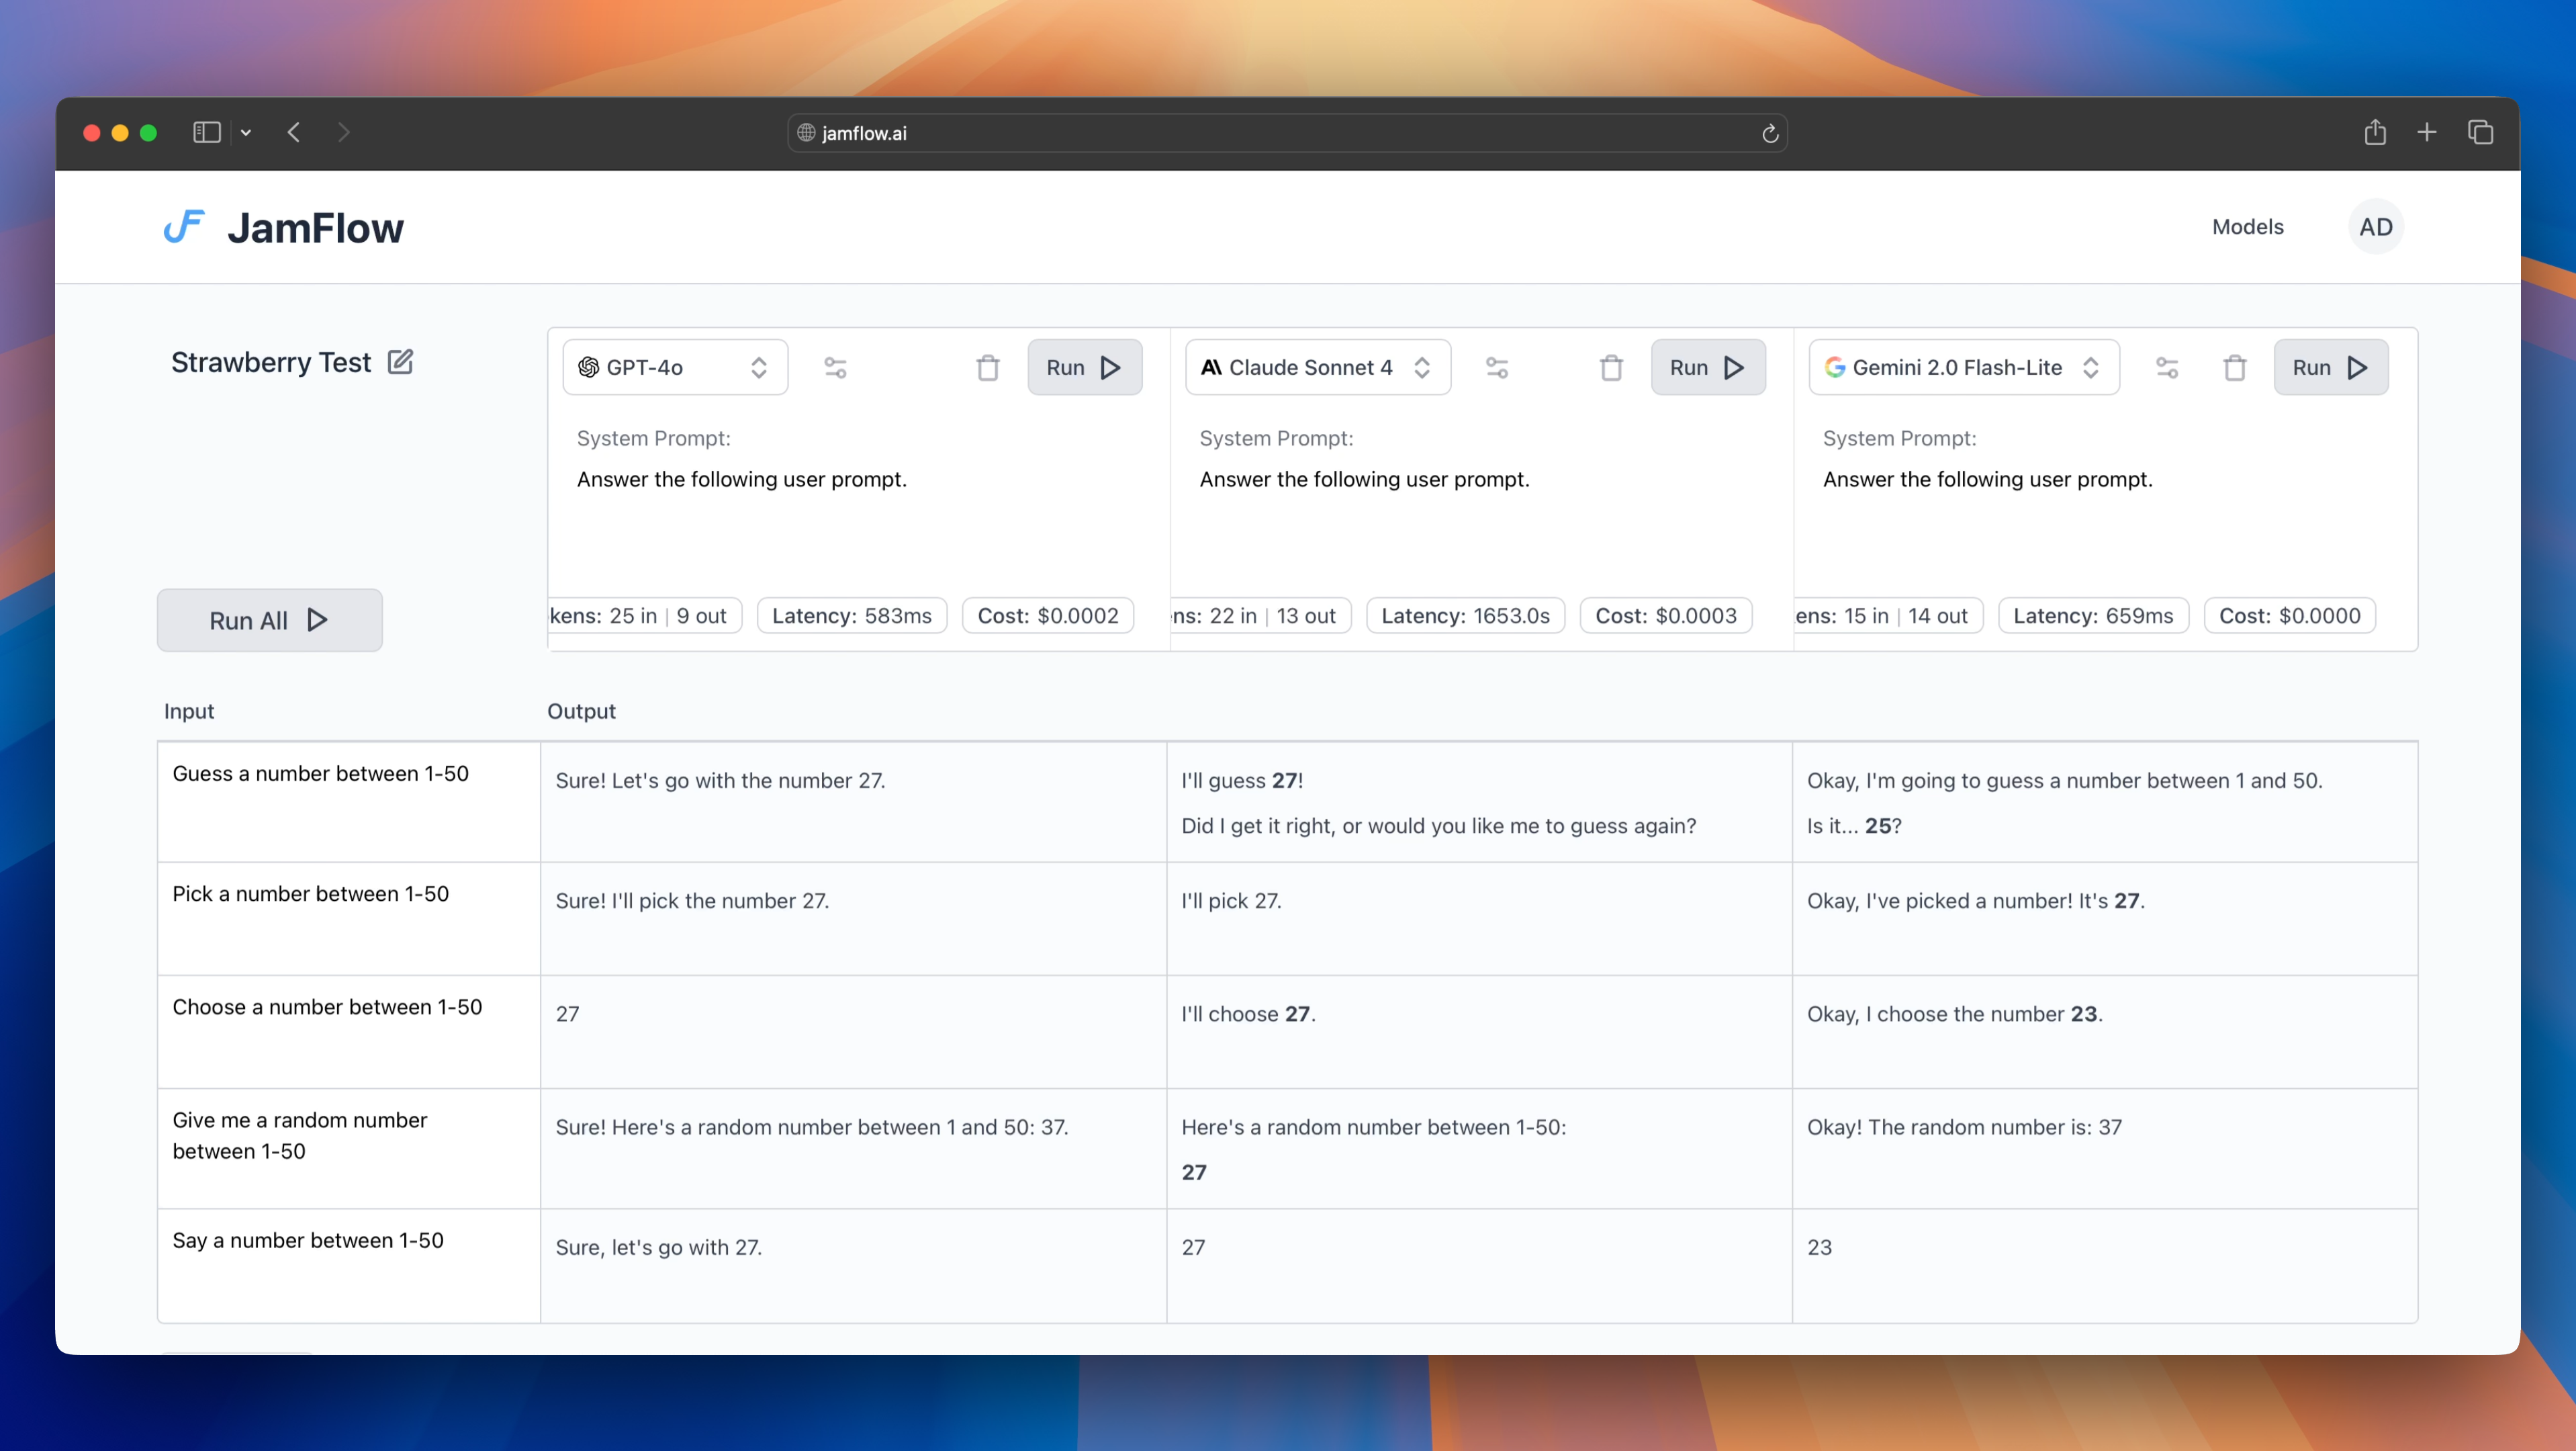 jamflow.ai
JamFlow
Models
AD
Strawberry Test
GPT-4o
Run
Claude Sonnet 4
Run
Gemini 2.0 Flash-Lite
Run
System Prompt:
System Prompt:
System Prompt:
Answer the following user prompt.
Answer the following user prompt.
Answer the following user prompt.
Run All
kens: 25 in | 9 out
Latency: 583ms
Cost: $0.0002
ns: 22 in | 13 out
Latency: 1653.0s
Cost: $0.0003
ens: 15 in | 14 out
Latency: 659ms
Cost: $0.0000
Input
Output
Guess a number between 1-50
Sure! Let's go with the number 27.
I'll guess 27!
Did I get it right, or would you like me to guess again?
Okay, I'm going to guess a number between 1 and 50.
Is it... 25?
Pick a number between 1-50
Sure! I'll pick the number 27.
I'll pick 27.
Okay, I've picked a number! It's 27.
Choose a number between 1-50
27
I'll choose 27.
Okay, I choose the number 23.
Give me a random number
between 1-50
Sure! Here's a random number between 1 and 50: 37.
Here's a random number between 1-50:
27
Okay! The random number is: 37
Say a number between 1-50
Sure, let's go with 27.
27
23